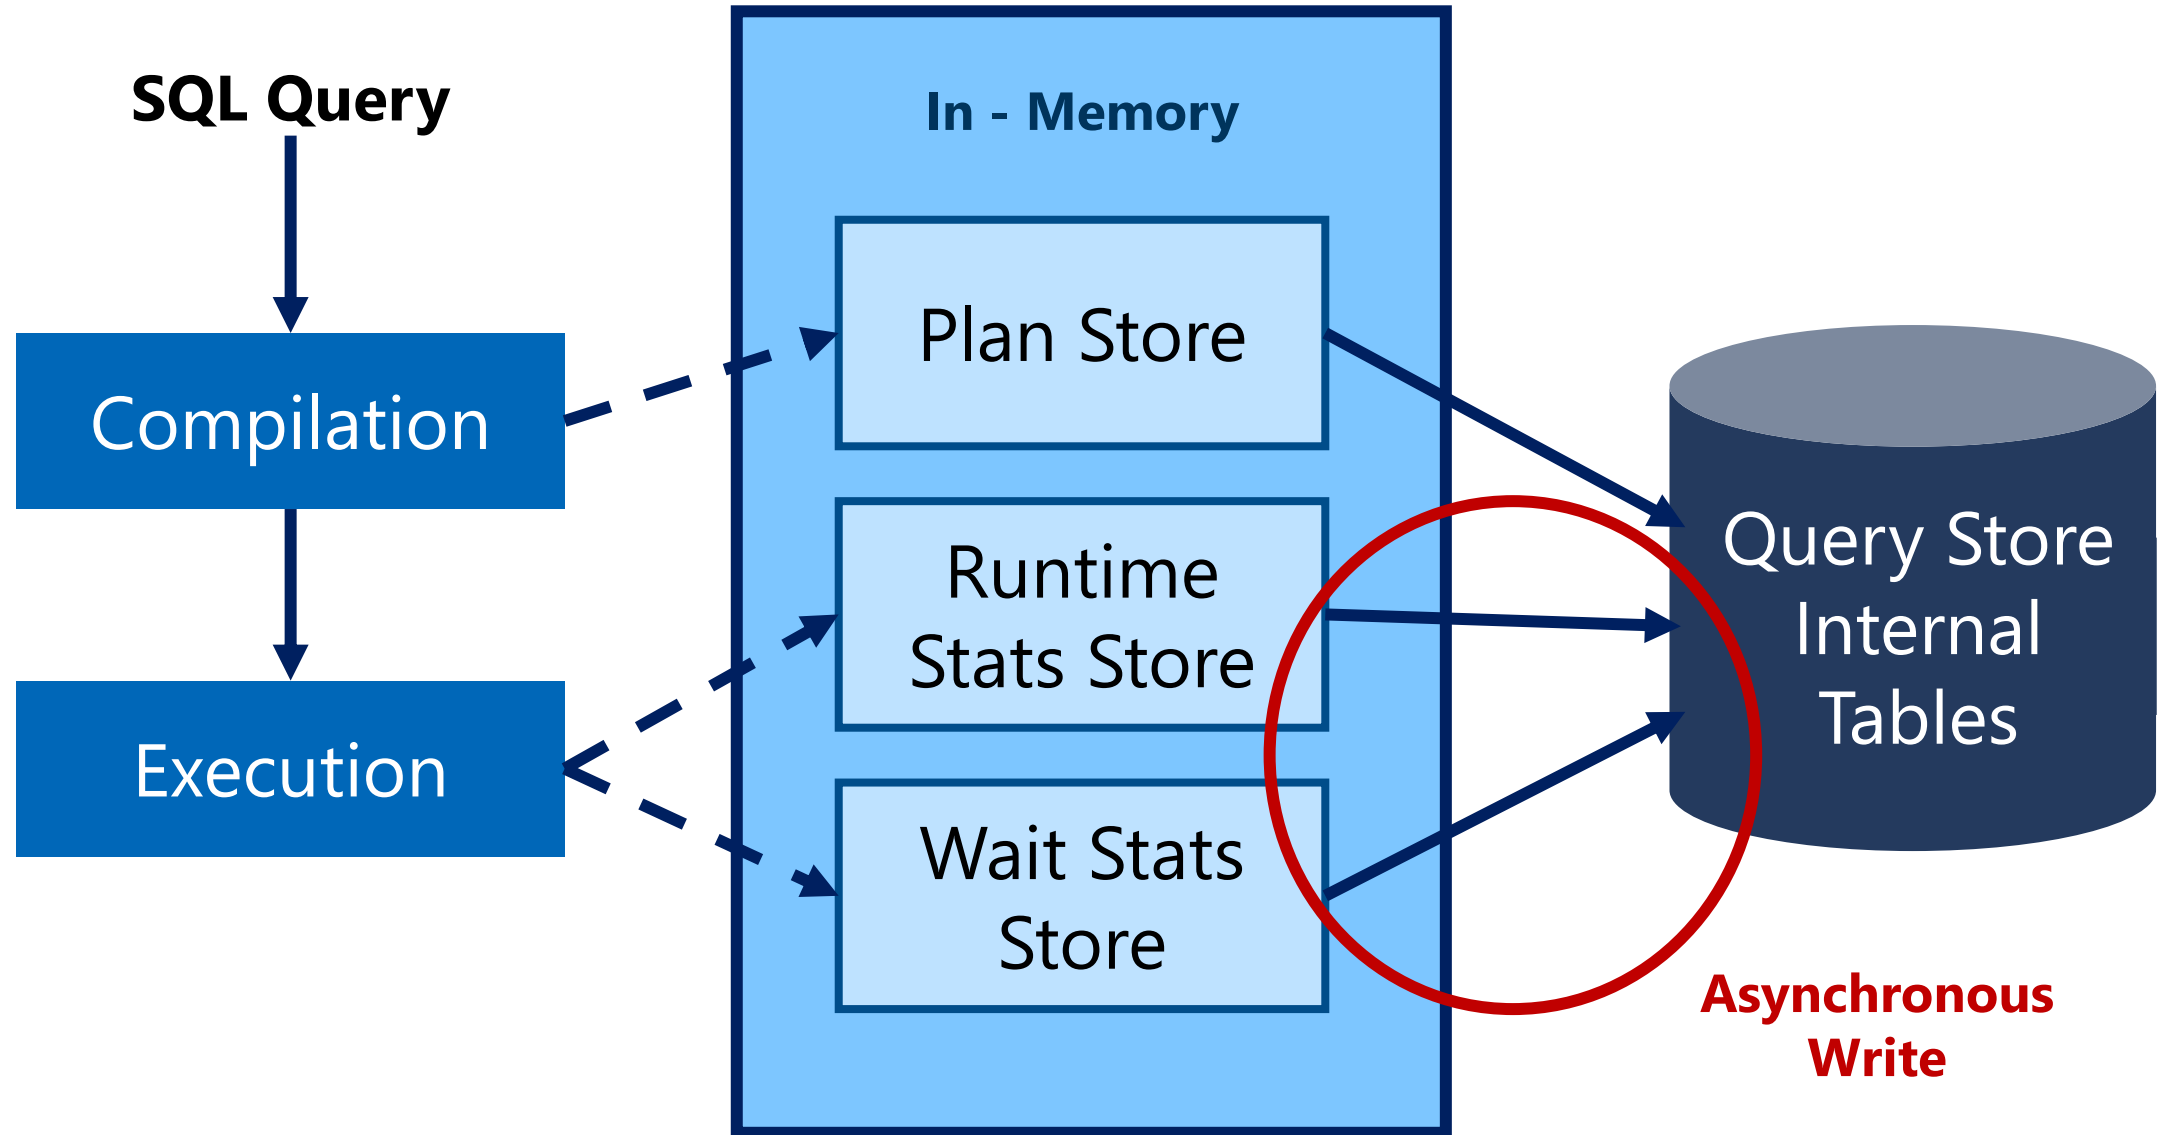 SQL Query
In - Memory
Plan Store
Compilation
Runtime
Stats Store
Query Store
Internal
Tables
Execution
Wait Stats
Store
Asynchronous
Write